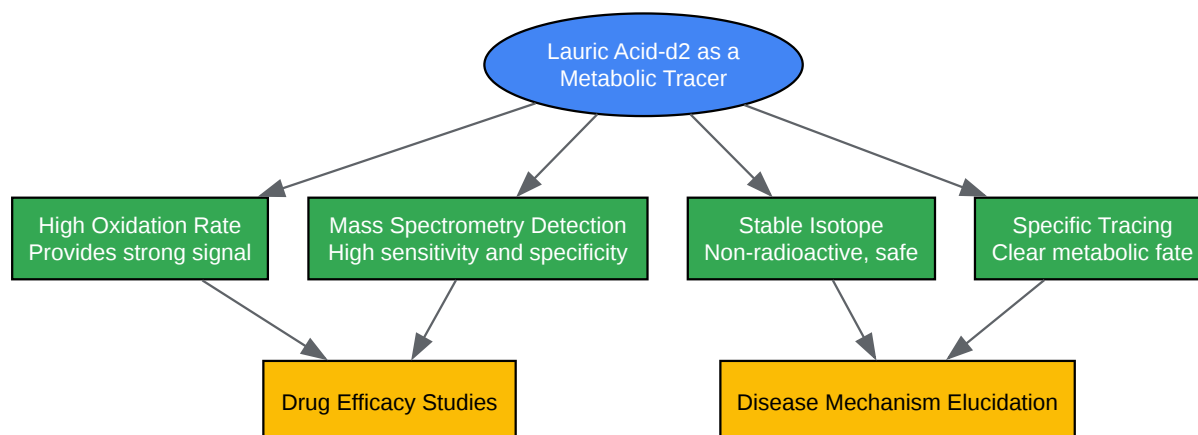 Lauric Acid-d2 as a
Metabolic Tracer
High Oxidation Rate
Provides strong signal
Mass Spectrometry Detection
High sensitivity and specificity
Stable Isotope
Non-radioactive, safe
Specific Tracing
Clear metabolic fate
Drug Efficacy Studies
Disease Mechanism Elucidation